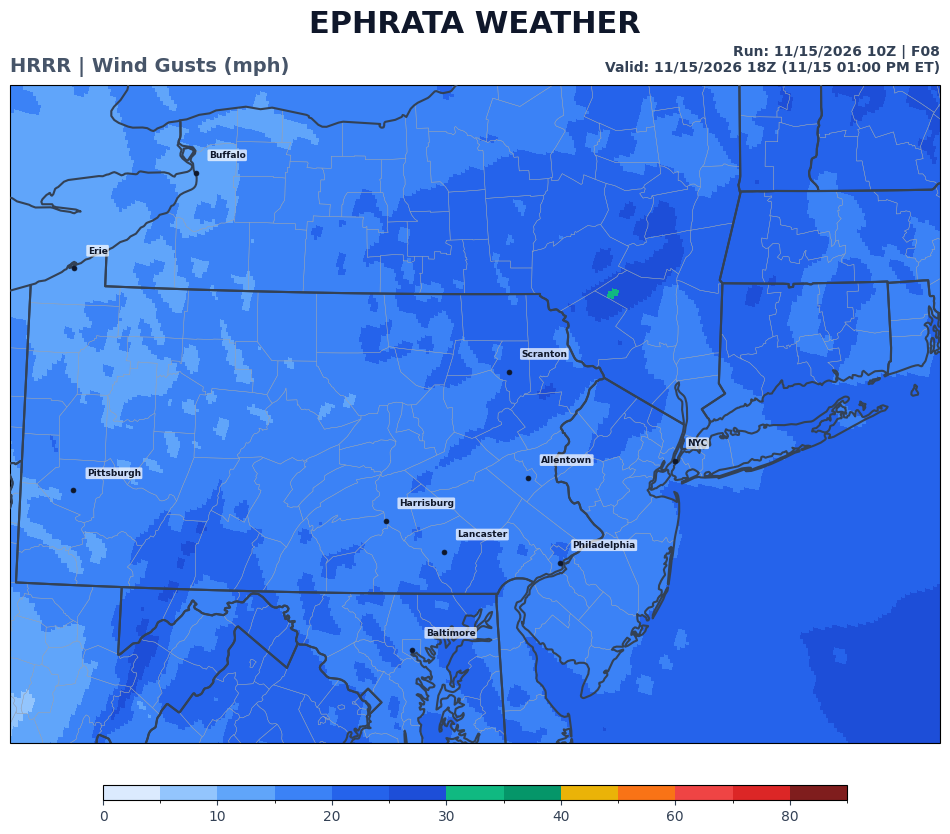 EPHRATA WEATHER
HRRR | Wind Gusts (mph)
Run: 11/15/2026 10Z | F08
Valid: 11/15/2026 18Z (11/15 01:00 PM ET)
Buffalo
Erie
Scranton
NYC
Allentown
Pittsburgh
Harrisburg
Lancaster
Philadelphia
Baltimore
0 10 20 30 40 50 60 70 80